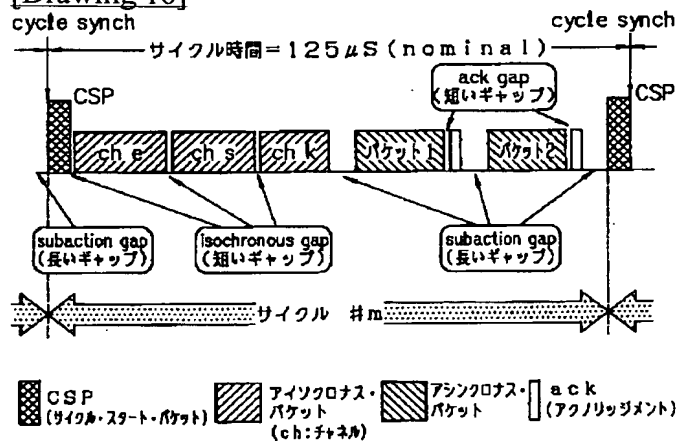 [Drawing 10]
cycle synch
cycle synch
サイクル時間=125μS(nominal)
CSP
ack gap
(短いギャップ)
CSP
ch e
ch s
ch k
パケット1
パケット2
subaction gap
(長いギャップ)
isochronous gap
(短いギャップ)
subaction gap
(長いギャップ)
サイクル #m
CSP
(サイクル・スタート・パケット)
アイソクロナス・
パケット
(ch:チャネル)
アシンクロナス・
パケット
ack
(アクノリッジメント)